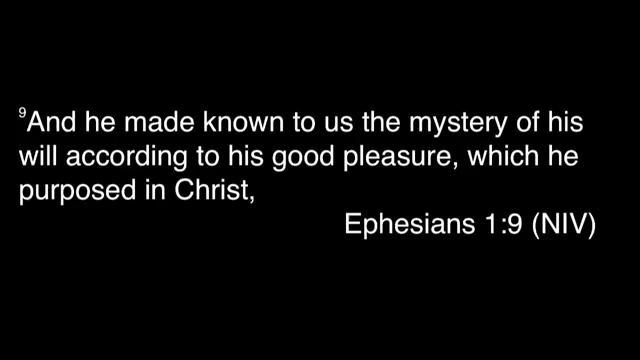 ⁹And he made known to us the mystery of his
will according to his good pleasure, which he
purposed in Christ,
Ephesians 1:9 (NIV)